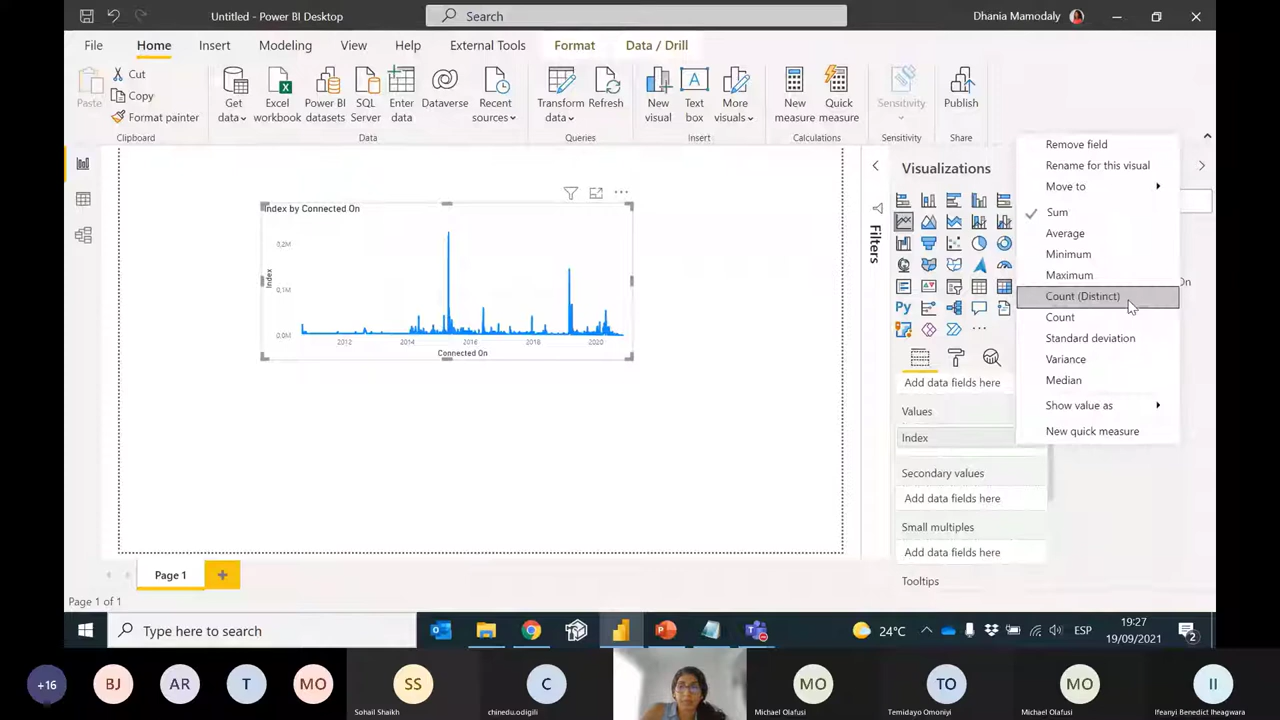 Untitled - Power BI Desktop
Search
Dhania Mamodaly
File
Home
Insert
Modeling
View
Help
External Tools
Format
Data / Drill
Paste
Cut
Copy
Format painter
Clipboard
Get data
Excel workbook
Power BI datasets
SQL Server
Enter data
Dataverse
Recent sources
Data
Transform data
Refresh
Queries
New visual
Text box
More visuals
Insert
New measure
Quick measure
Calculations
Sensitivity
Sensitivity
Publish
Share
Index by Connected On
0,2M
0,1M
0,0M
Index
2012
2014
2016
2018
2020
Connected On
Filters
Visualizations
Py
Add data fields here
Values
Index
Secondary values
Add data fields here
Small multiples
Add data fields here
Tooltips
Remove field
Rename for this visual
Move to
Sum
Average
Minimum
Maximum
Count (Distinct)
Count
Standard deviation
Variance
Median
Show value as
New quick measure
On
Page 1
Page 1 of 1
Type here to search
24°C
ESP
19:27
19/09/2021
2
+16
BJ
AR
T
MO
SS
Sohail Shaikh
C
chinedu.odigili
MO
Michael Olafusi
TO
Temidayo Omoniyi
MO
Michael Olafusi
II
Ifeanyi Benedict Iheagwara